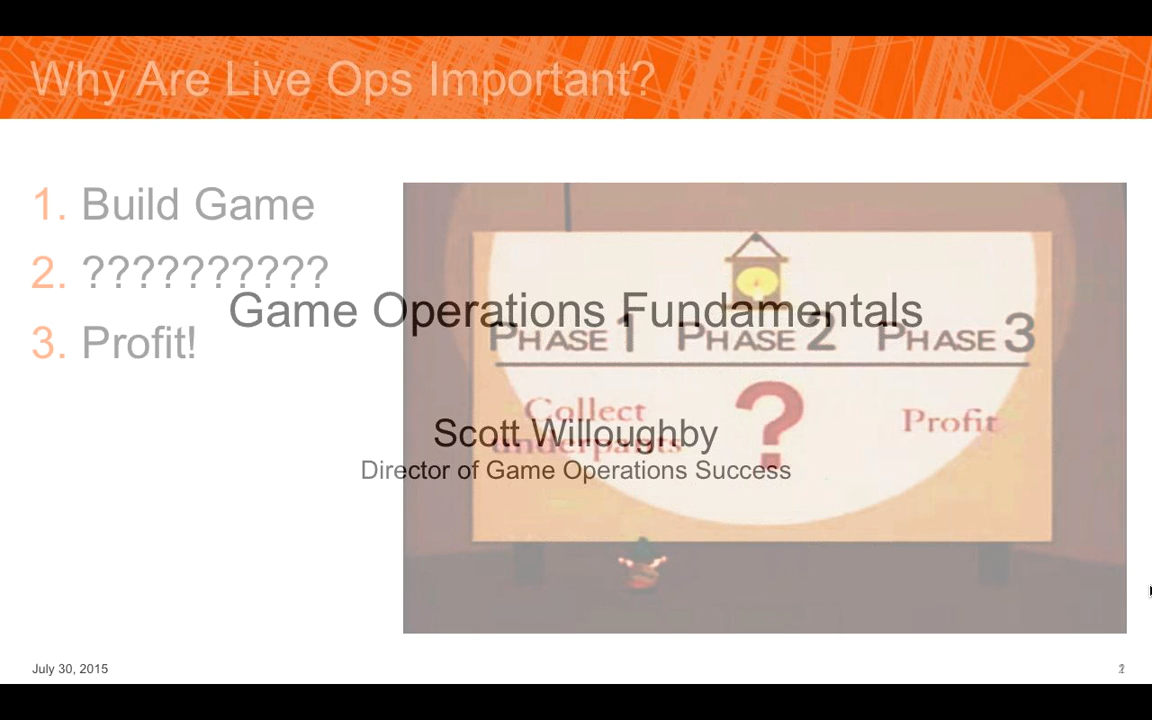 Why Are Live Ops Important?
1. Build Game
2. ??????????
3. Profit!
Game Operations Fundamentals
Scott Willoughby
Director of Game Operations Success
PHASE 1 PHASE 2 PHASE 3
Collect
underpants
?
Profit
July 30, 2015